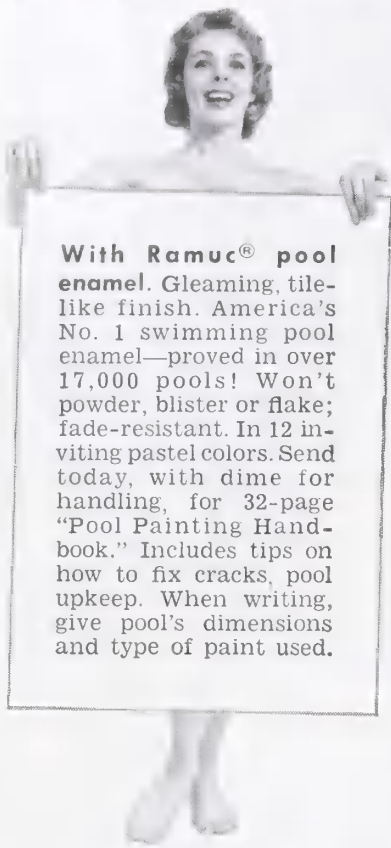 With Ramuc® pool
enamel. Gleaming, tile-
like finish. America's
No. 1 swimming pool
enamel—proved in over
17,000 pools! Won't
powder, blister or flake;
fade-resistant. In 12 in-
viting pastel colors. Send
today, with dime for
handling, for 32-page
"Pool Painting Hand-
book." Includes tips on
how to fix cracks, pool
upkeep. When writing,
give pool's dimensions
and type of paint used.